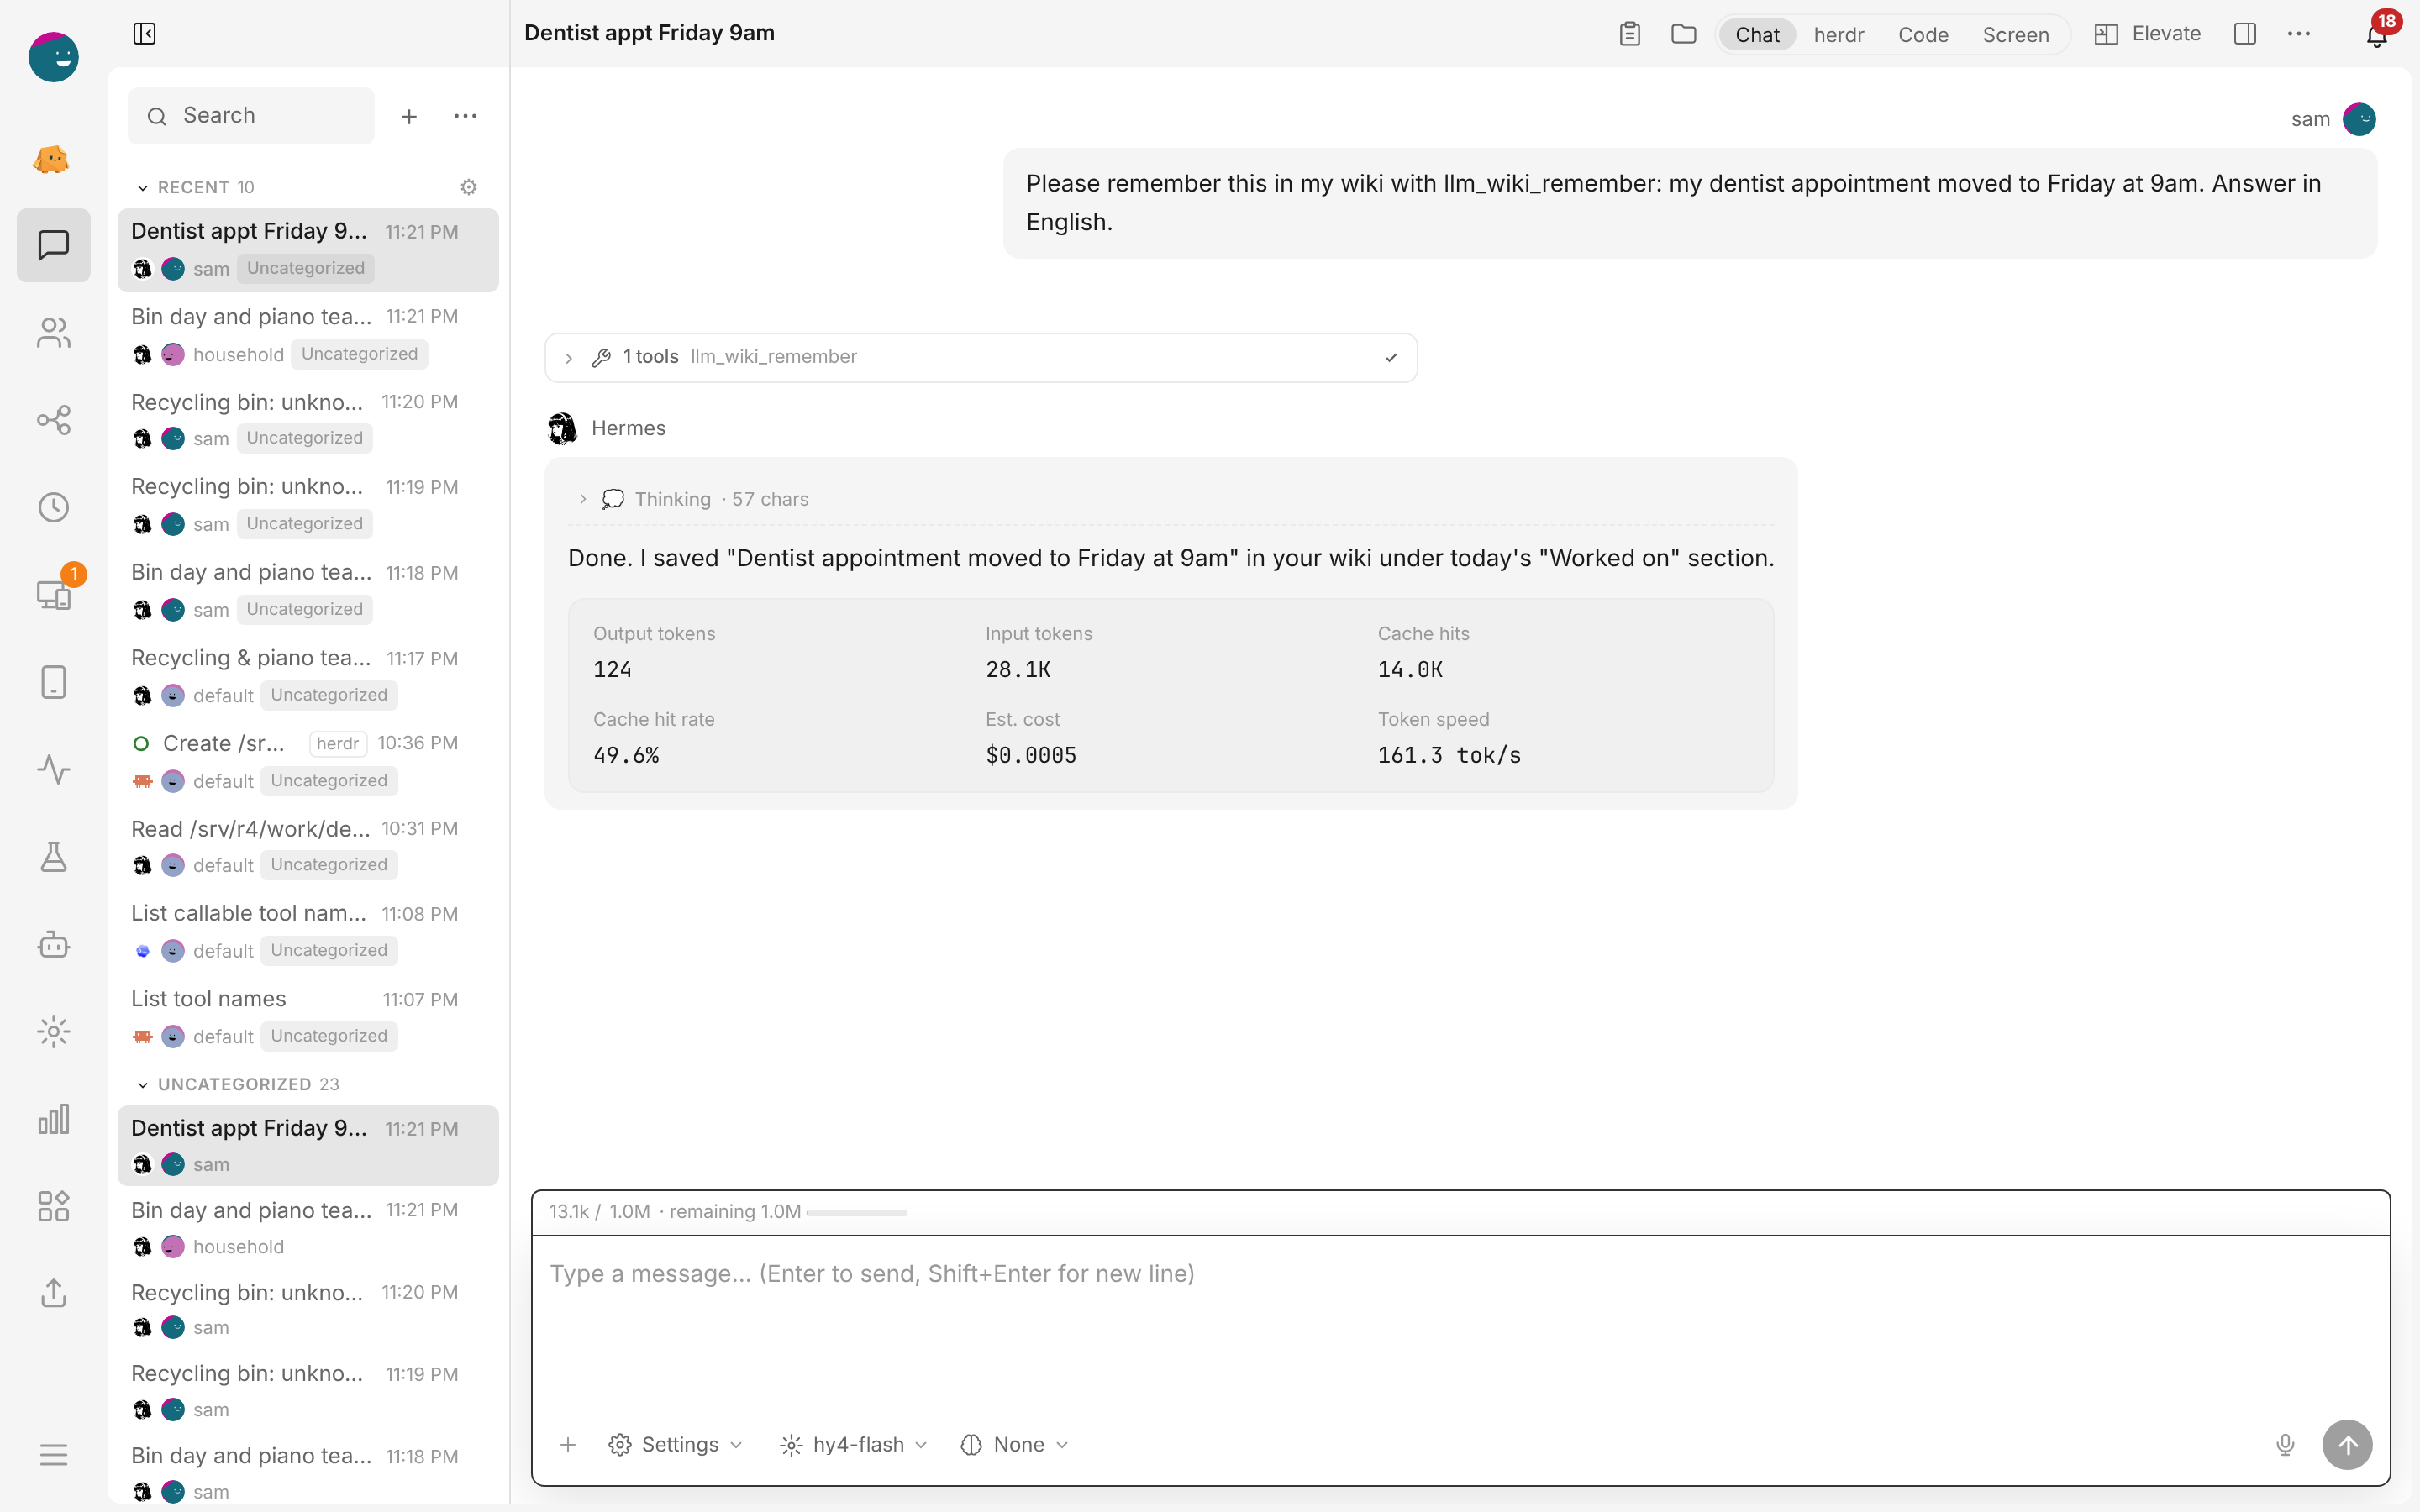 Dentist appt Friday 9am
Chat
herdr
Code
Screen
Elevate
18
Search
RECENT 10
Dentist appt Friday 9... 11:21 PM
sam Uncategorized
Bin day and piano tea... 11:21 PM
household Uncategorized
Recycling bin: unkno... 11:20 PM
sam Uncategorized
Recycling bin: unkno... 11:19 PM
sam Uncategorized
1
Bin day and piano tea... 11:18 PM
sam Uncategorized
Recycling & piano tea... 11:17 PM
default Uncategorized
Create /sr... herdr 10:36 PM
default Uncategorized
Read /srv/r4/work/de... 10:31 PM
default Uncategorized
List callable tool nam... 11:08 PM
default Uncategorized
List tool names 11:07 PM
default Uncategorized
UNCATEGORIZED 23
Dentist appt Friday 9... 11:21 PM
sam
Bin day and piano tea... 11:21 PM
household
Recycling bin: unkno... 11:20 PM
sam
Recycling bin: unkno... 11:19 PM
sam
Bin day and piano tea... 11:18 PM
sam
sam
Please remember this in my wiki with llm_wiki_remember: my dentist appointment moved to Friday at 9am. Answer in
English.
1 tools llm_wiki_remember
Hermes
Thinking · 57 chars
Done. I saved "Dentist appointment moved to Friday at 9am" in your wiki under today's "Worked on" section.
Output tokens Input tokens Cache hits
124 28.1K 14.0K
Cache hit rate Est. cost Token speed
49.6% $0.0005 161.3 tok/s
13.1k / 1.0M · remaining 1.0M
Type a message... (Enter to send, Shift+Enter for new line)
Settings hy4-flash None